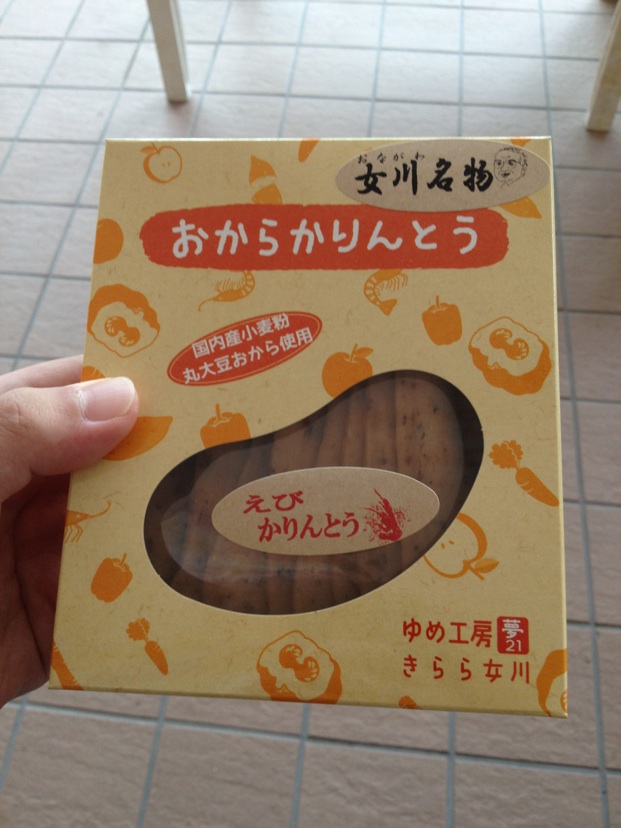 おながわ
女川名物
おからかりんとう
国内産小麦粉
丸大豆おから使用
えび
かりんとう
ゆめ工房
夢
21
きらら女川